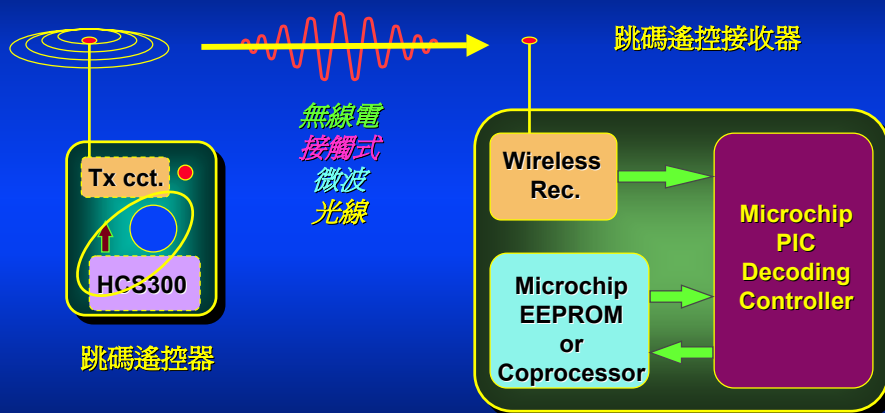 跳碼遙控接收器
無線電
接觸式
微波
光線
Tx cct.
HCS300
跳碼遙控器
Wireless
Rec.
Microchip
EEPROM
or
Coprocessor
Microchip
PIC
Decoding
Controller